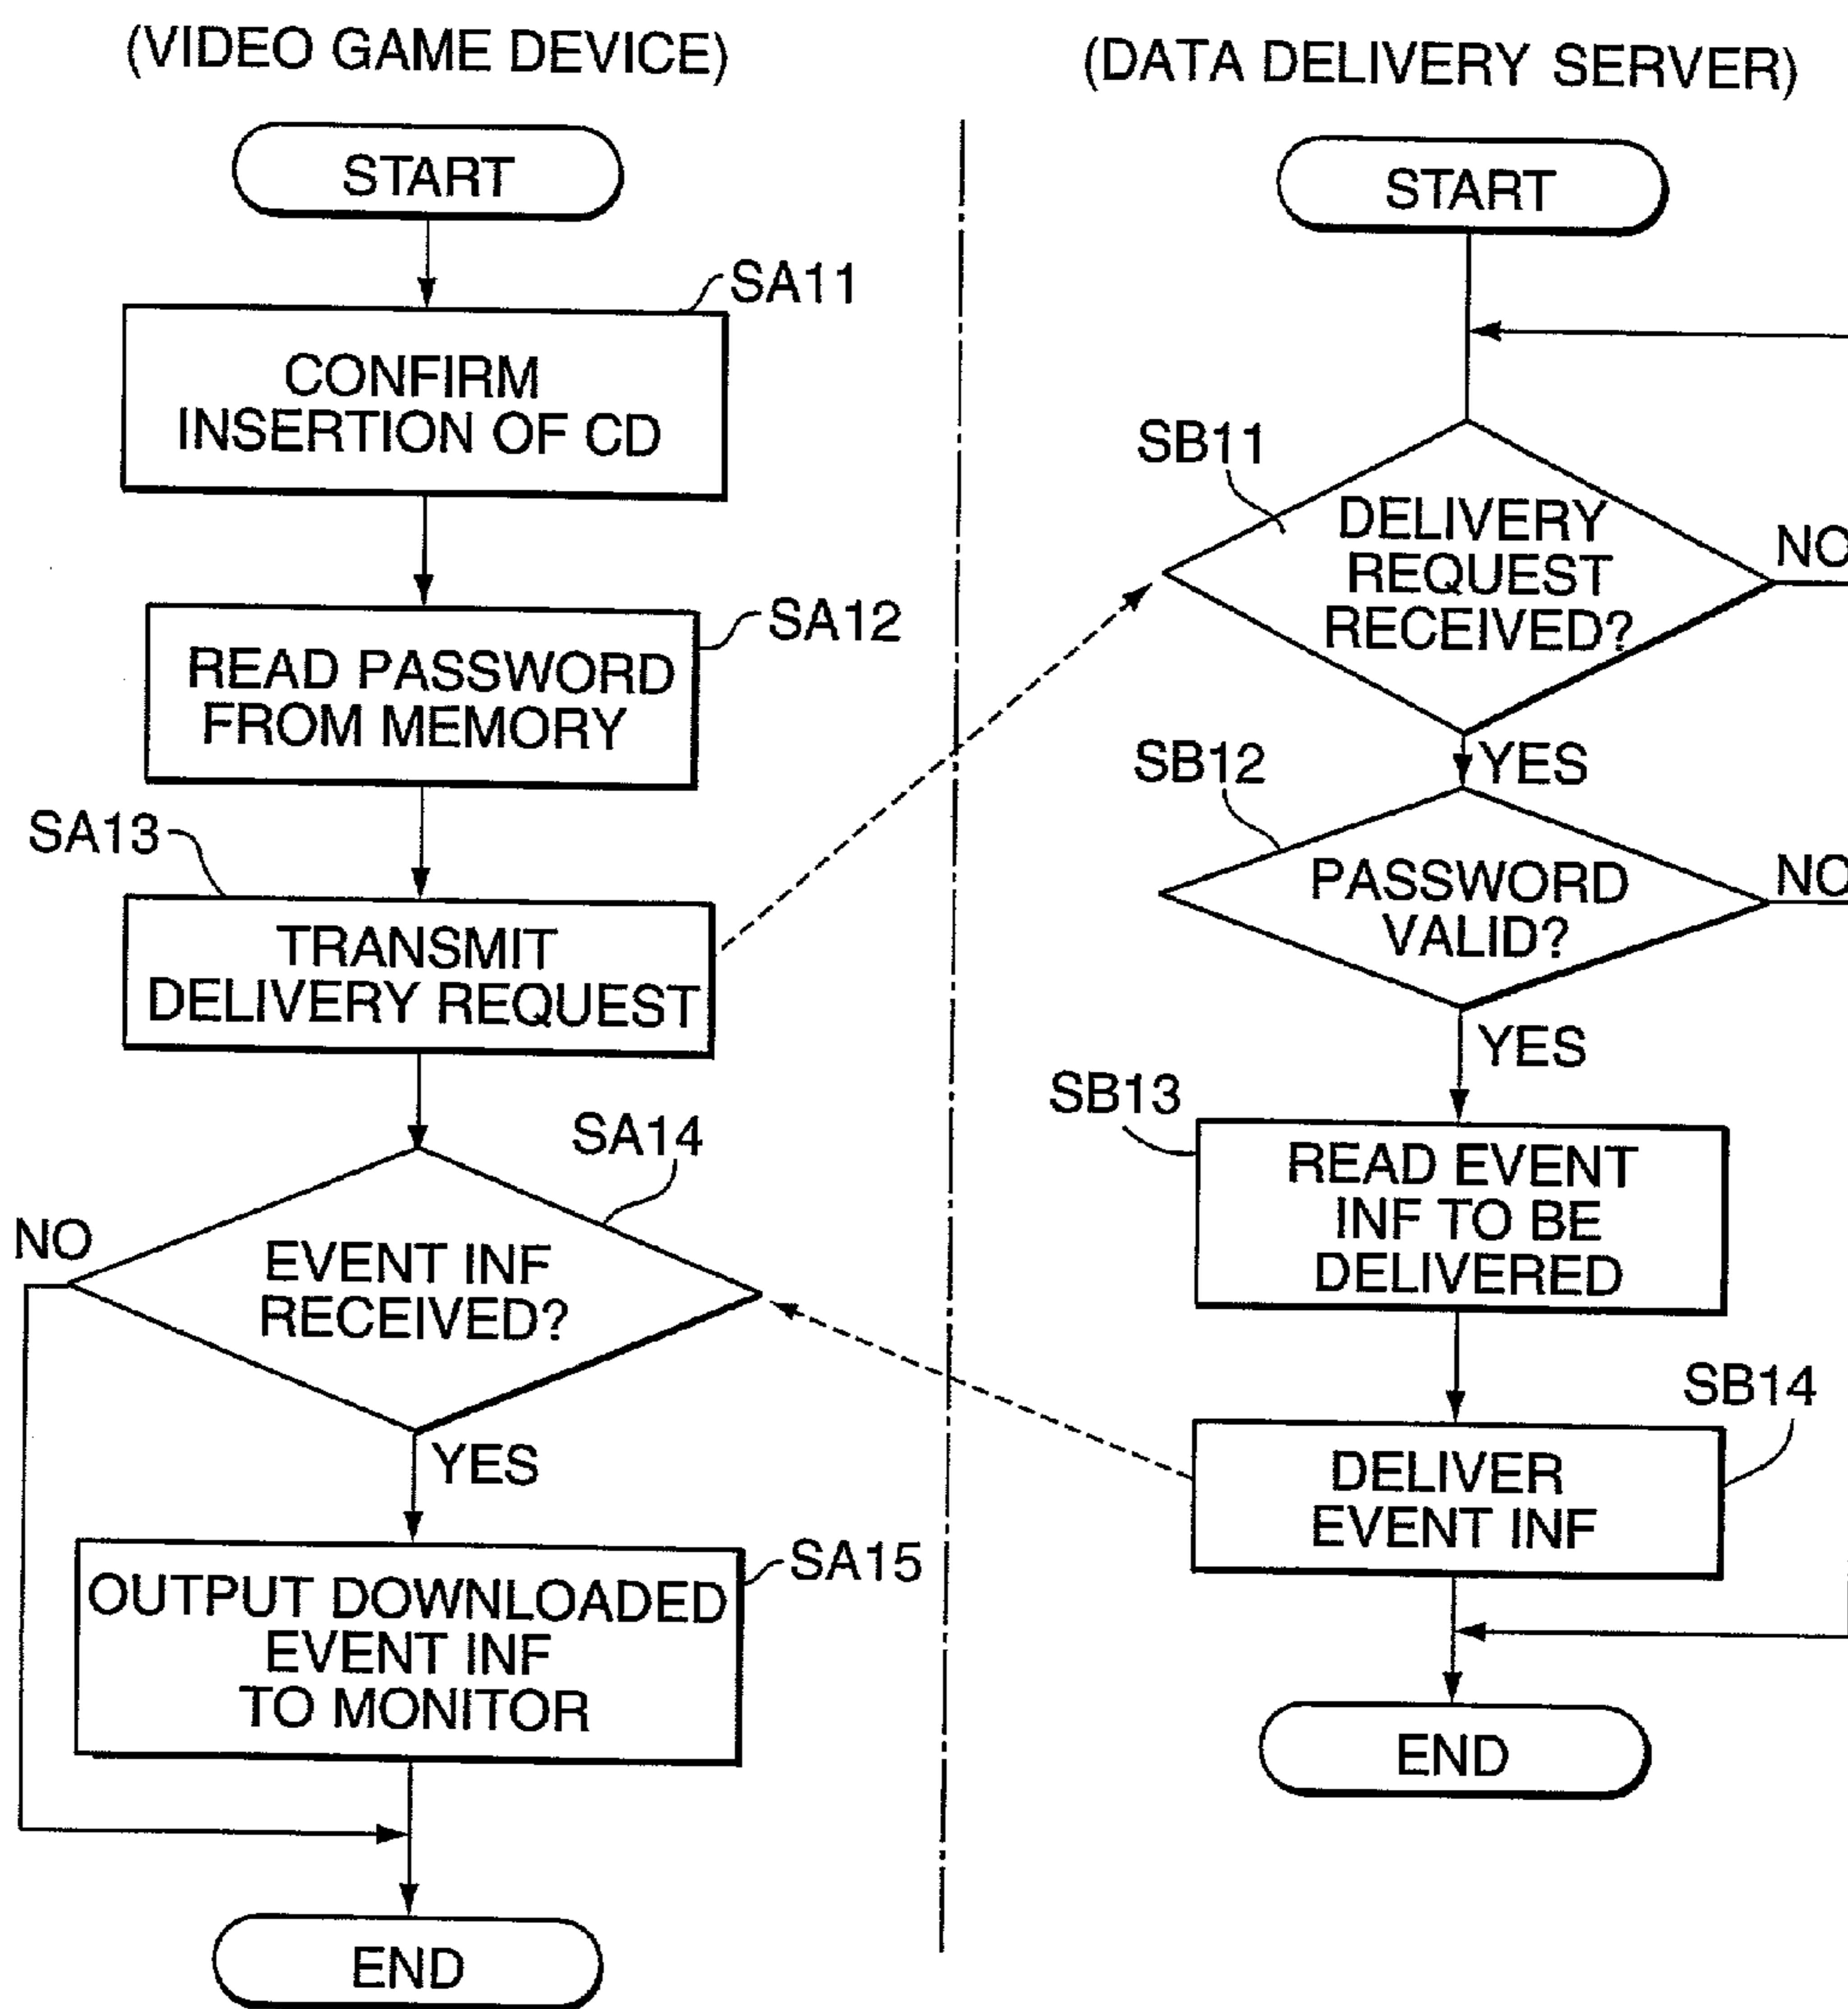 (VIDEO GAME DEVICE)
START
SA11
CONFIRM
INSERTION OF CD
SA12
READ PASSWORD
FROM MEMORY
SA13
TRANSMIT
DELIVERY REQUEST
SA14
NO
EVENT INF
RECEIVED?
YES
SA15
OUTPUT DOWNLOADED
EVENT INF
TO MONITOR
END
(DATA DELIVERY SERVER)
START
SB11
DELIVERY
REQUEST
RECEIVED?
NO
YES
SB12
PASSWORD
VALID?
NO
YES
SB13
READ EVENT
INF TO BE
DELIVERED
SB14
DELIVER
EVENT INF
END